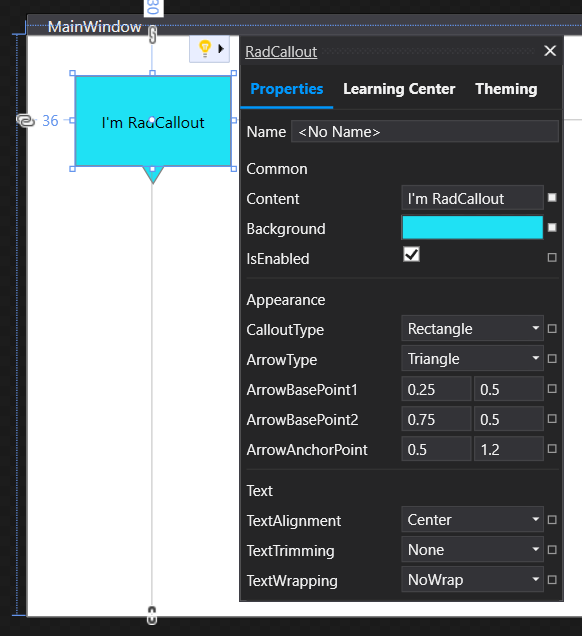 30
MainWindow
36
I'm RadCallout
RadCallout
Properties Learning Center Theming
Name <No Name>
Common
Content I'm RadCallout
Background
IsEnabled
Appearance
CalloutType Rectangle
ArrowType Triangle
ArrowBasePoint1 0.25 0.5
ArrowBasePoint2 0.75 0.5
ArrowAnchorPoint 0.5 1.2
Text
TextAlignment Center
TextTrimming None
TextWrapping NoWrap